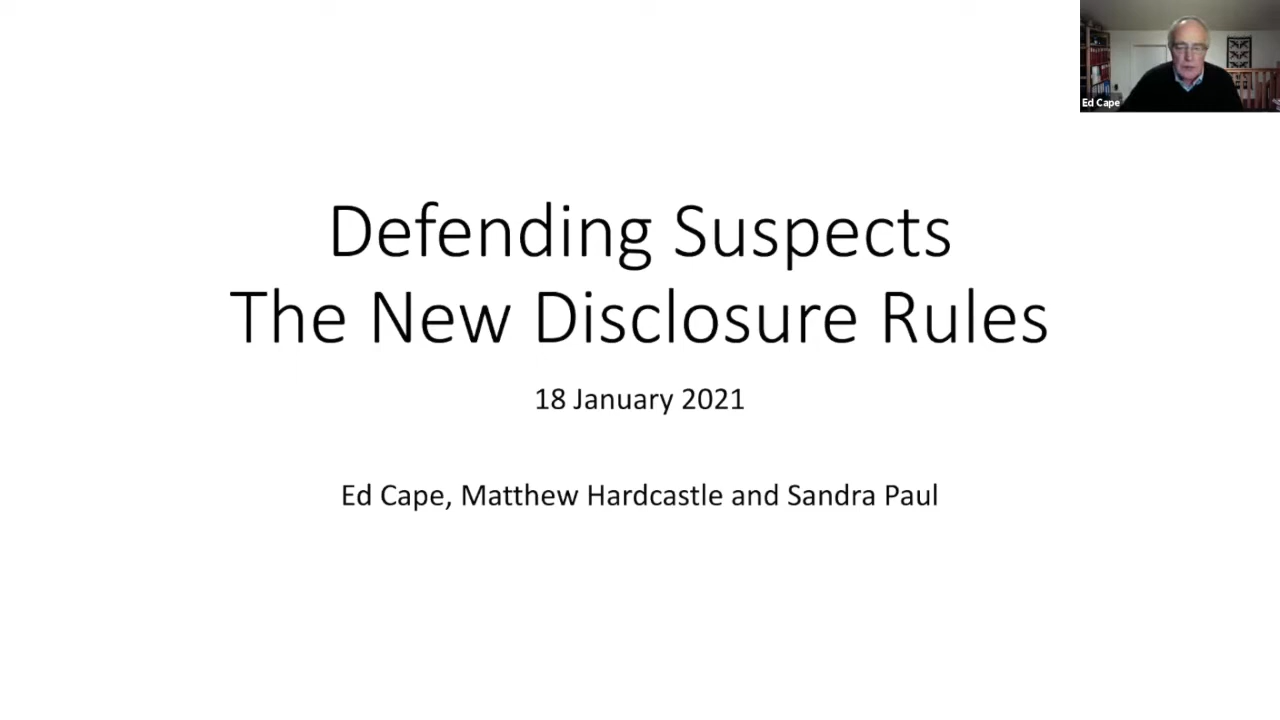 Ed Cape
Defending Suspects
The New Disclosure Rules
18 January 2021
Ed Cape, Matthew Hardcastle and Sandra Paul